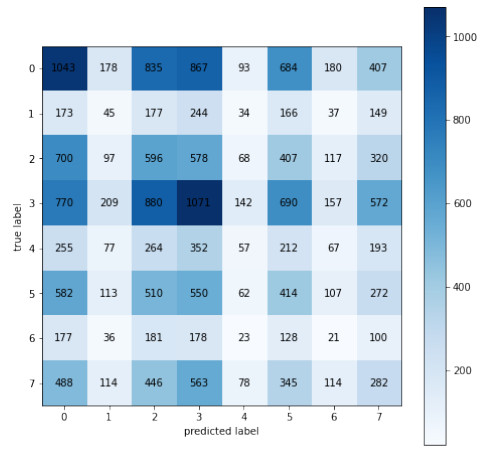 1000
0 1043 178 835 867 93 684 180 407
1 173 45 177 244 34 166 37 149
800
2 700 97 596 578 68 407 117 320
3 770 209 880 1071 142 690 157 572
600
4 255 77 264 352 57 212 67 193
400
5 582 113 510 550 62 414 107 272
6 177 36 181 178 23 128 21 100
200
7 488 114 446 563 78 345 114 282
0 1 2 3 4 5 6 7
predicted label
true label